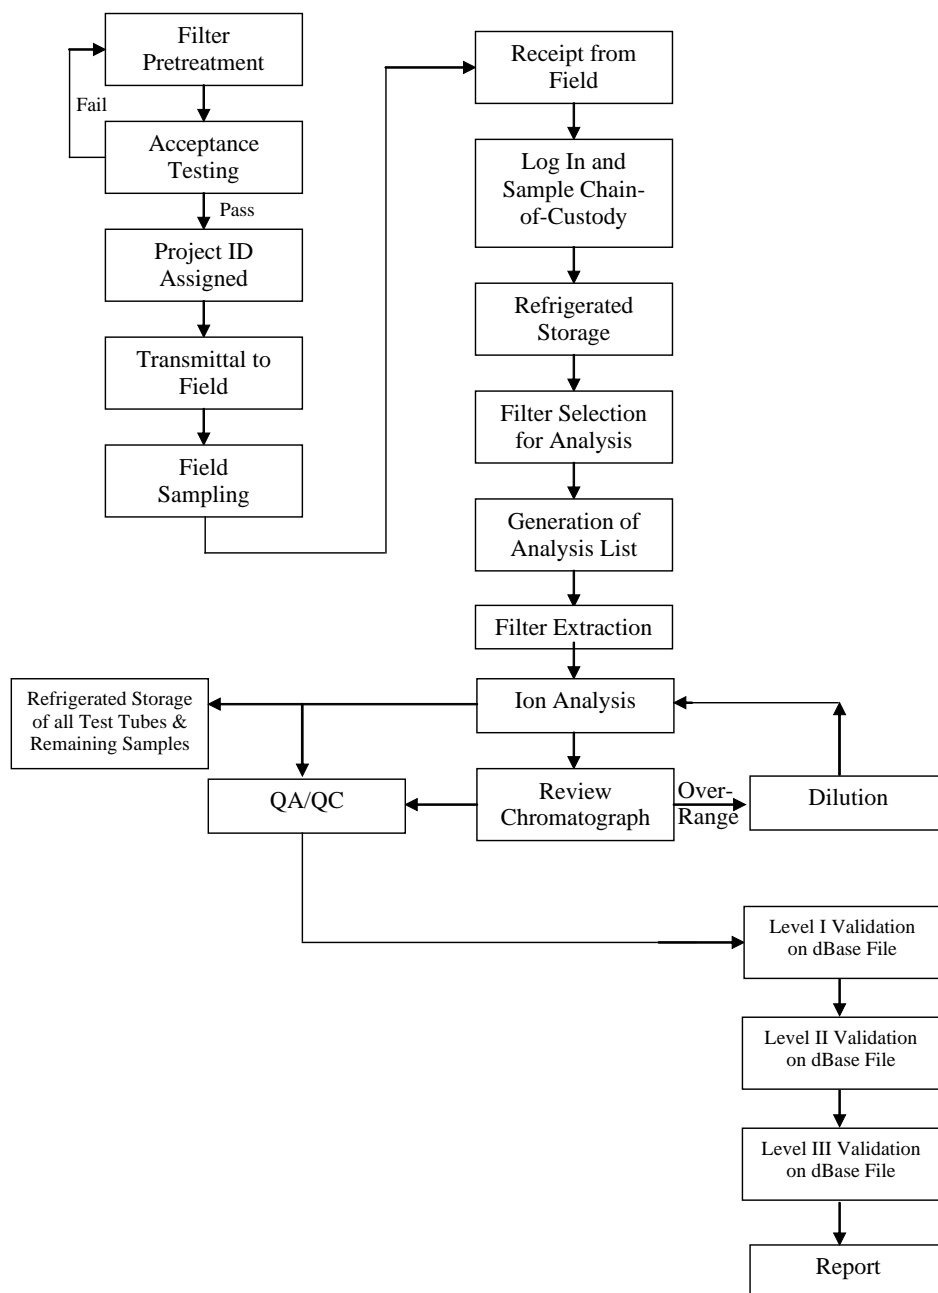 Filter
Pretreatment
Fail
Acceptance
Testing
Pass
Project ID
Assigned
Transmittal to
Field
Field
Sampling
Receipt from
Field
Log In and
Sample Chain-
of-Custody
Refrigerated
Storage
Filter Selection
for Analysis
Generation of
Analysis List
Filter Extraction
Ion Analysis
Refrigerated Storage
of all Test Tubes &
Remaining Samples
QA/QC
Review
Chromatograph
Over-
Range
Dilution
Level I Validation
on dBase File
Level II Validation
on dBase File
Level III Validation
on dBase File
Report